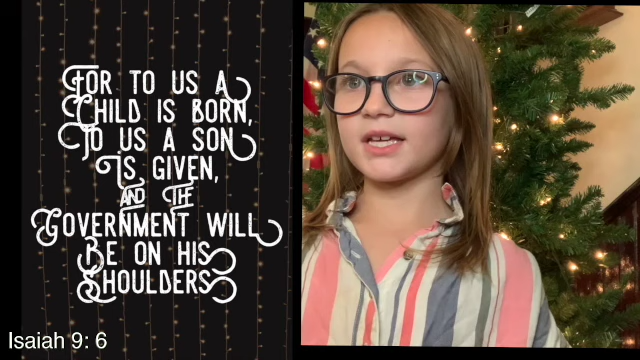 For to us a
Child is born,
To us a son
Is given,
and the
Government will
Be on his
Shoulders
Isaiah 9: 6